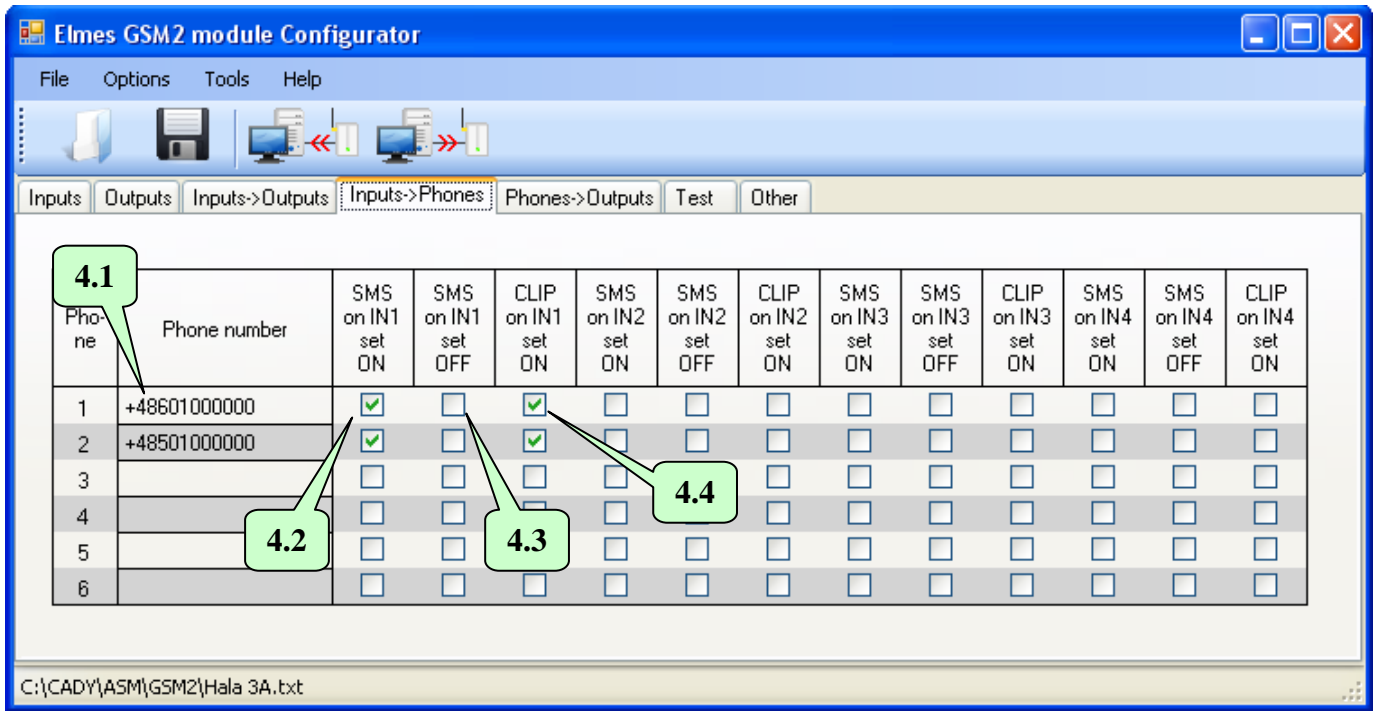 Elmes GSM2 module Configurator
File Options Tools Help
Inputs Outputs Inputs->Outputs Inputs->Phones Phones->Outputs Test Other
4.1
Pho-
ne
Phone number
SMS
on IN1
set
ON
SMS
on IN1
set
OFF
CLIP
on IN1
set
ON
SMS
on IN2
set
ON
SMS
on IN2
set
OFF
CLIP
on IN2
set
ON
SMS
on IN3
set
ON
SMS
on IN3
set
OFF
CLIP
on IN3
set
ON
SMS
on IN4
set
ON
SMS
on IN4
set
OFF
CLIP
on IN4
set
ON
1 +48601000000
2 +48501000000
3
4.4
4
4.2 4.3
5
6
C:\CADY\ASM\GSM2\Hala 3A.txt